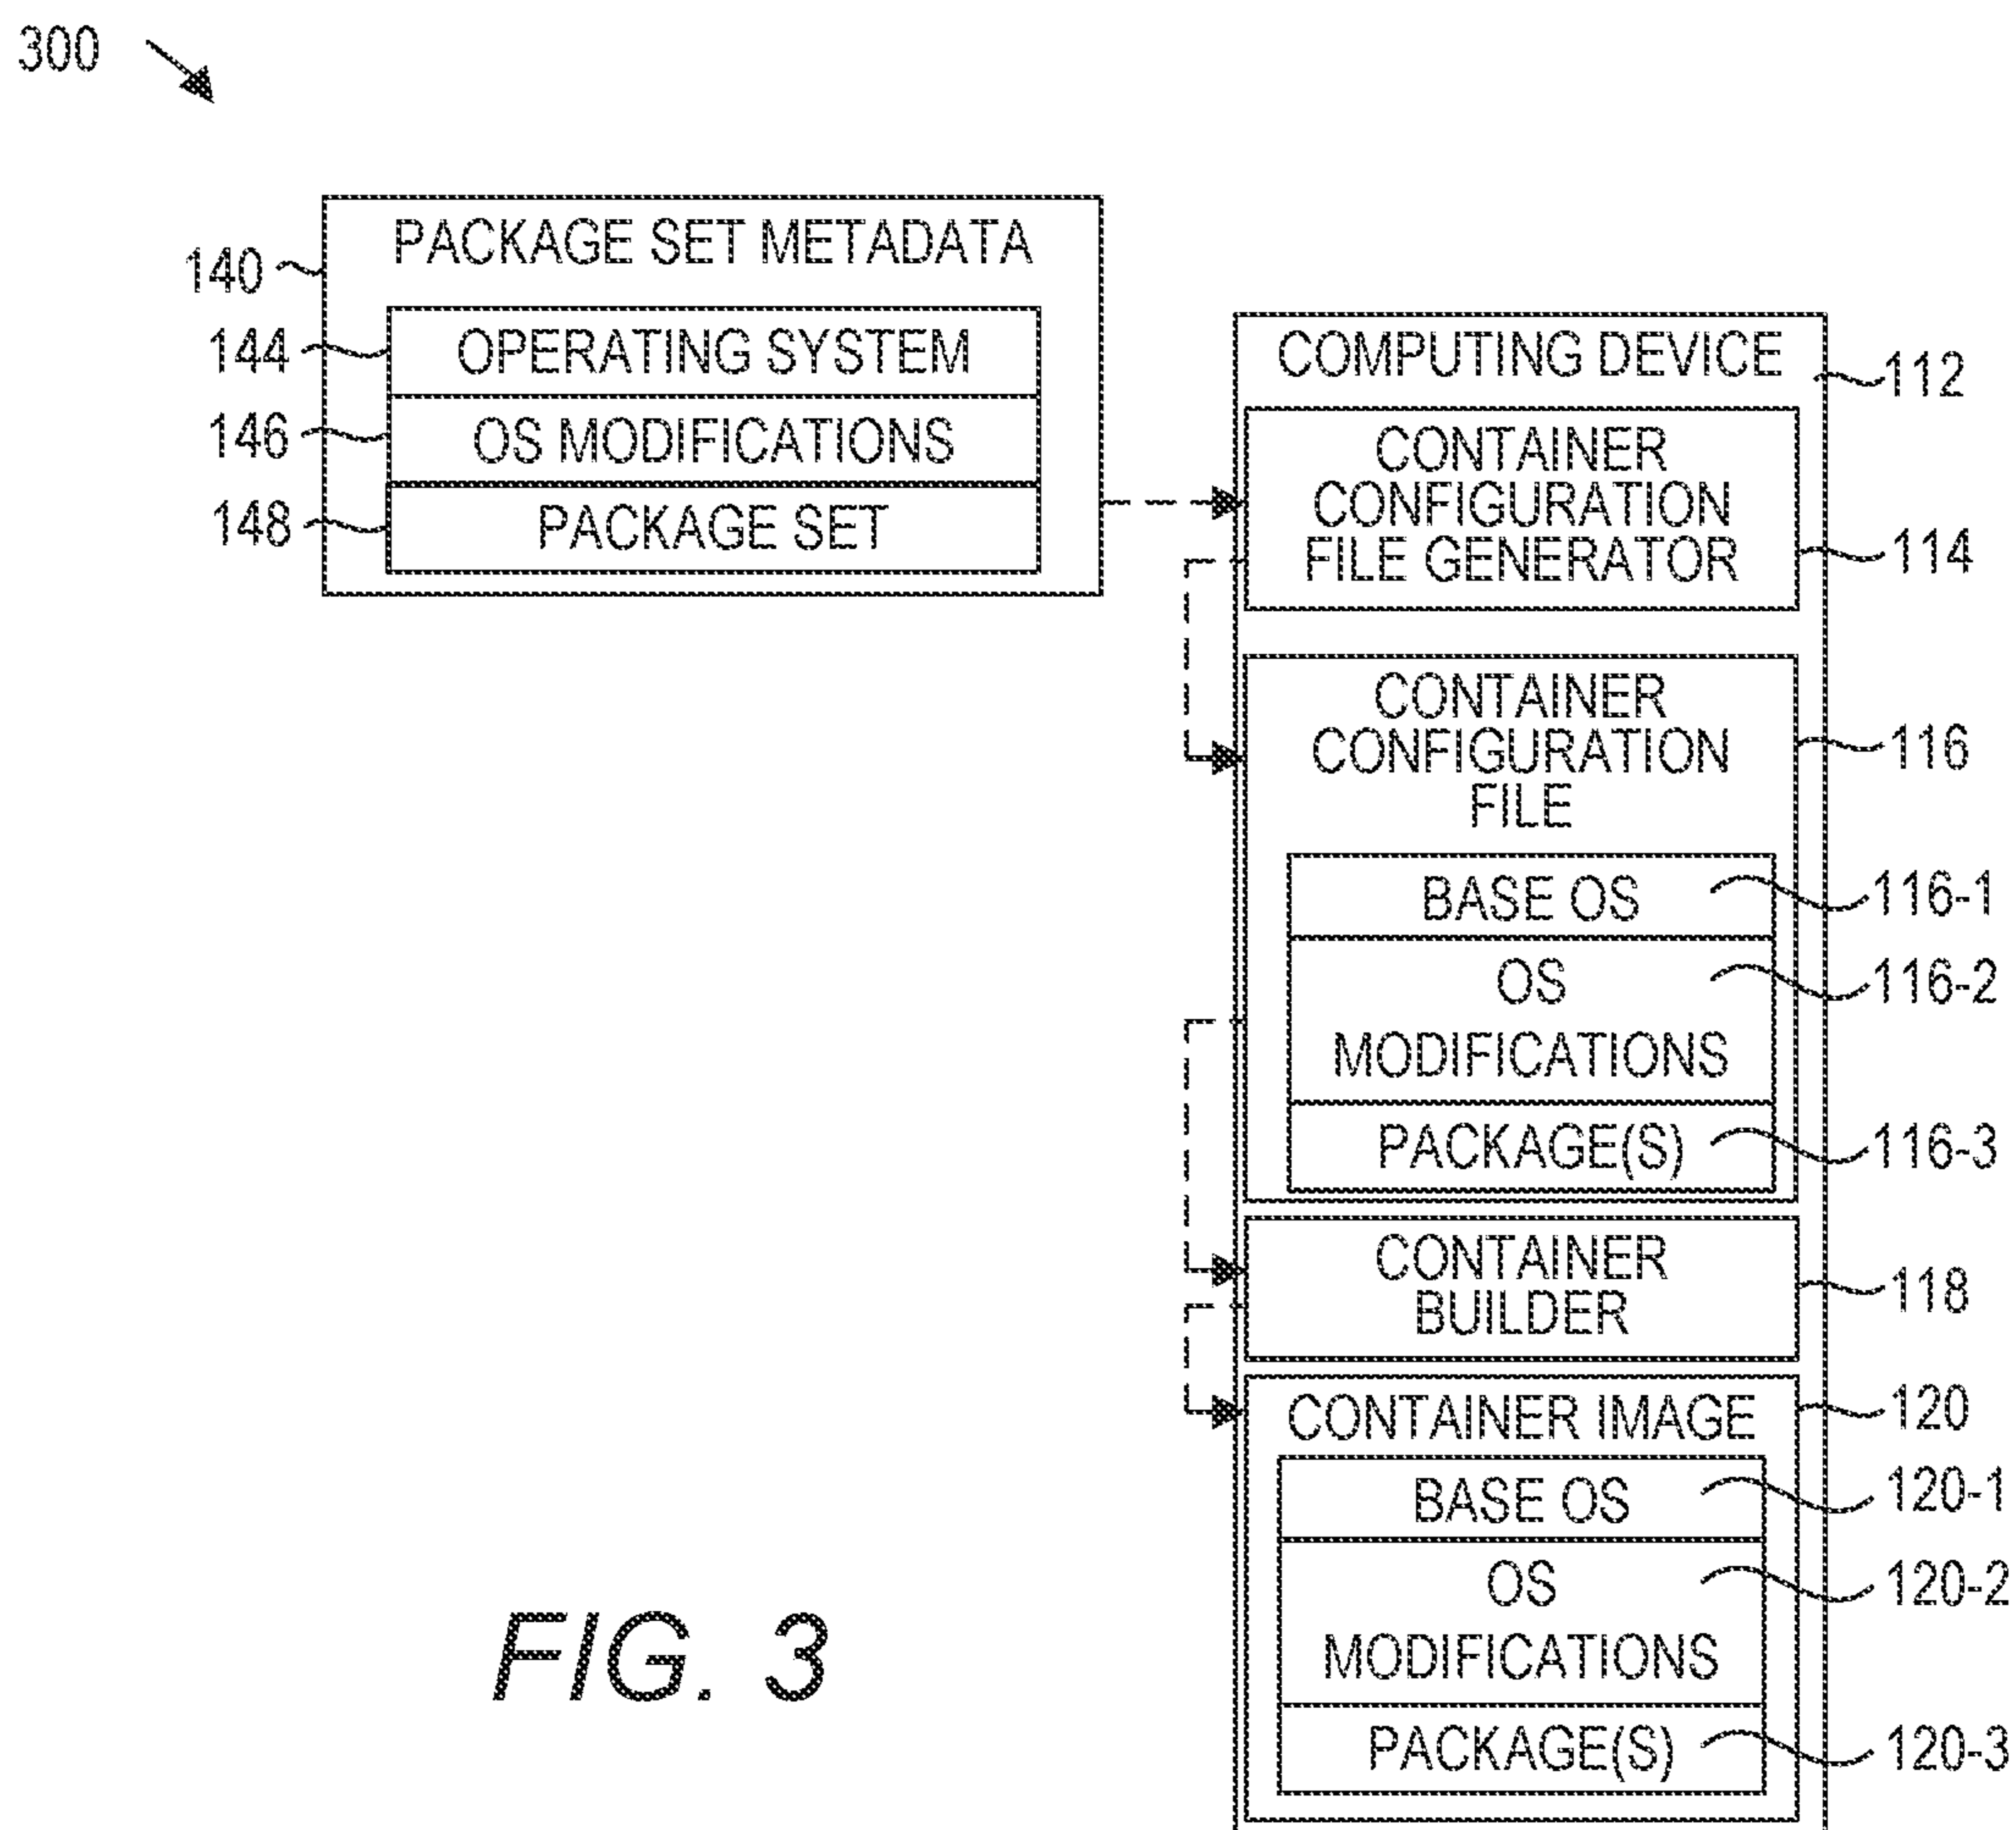 300
PACKAGE SET METADATA
140
144
OPERATING SYSTEM
146
OS MODIFICATIONS
148
PACKAGE SET
COMPUTING DEVICE
112
CONTAINER
CONFIGURATION
FILE GENERATOR
114
CONTAINER
CONFIGURATION
FILE
116
BASE OS
116-1
OS
MODIFICATIONS
116-2
PACKAGE(S)
116-3
CONTAINER
BUILDER
118
CONTAINER IMAGE
120
BASE OS
120-1
OS
MODIFICATIONS
120-2
PACKAGE(S)
120-3
FIG. 3